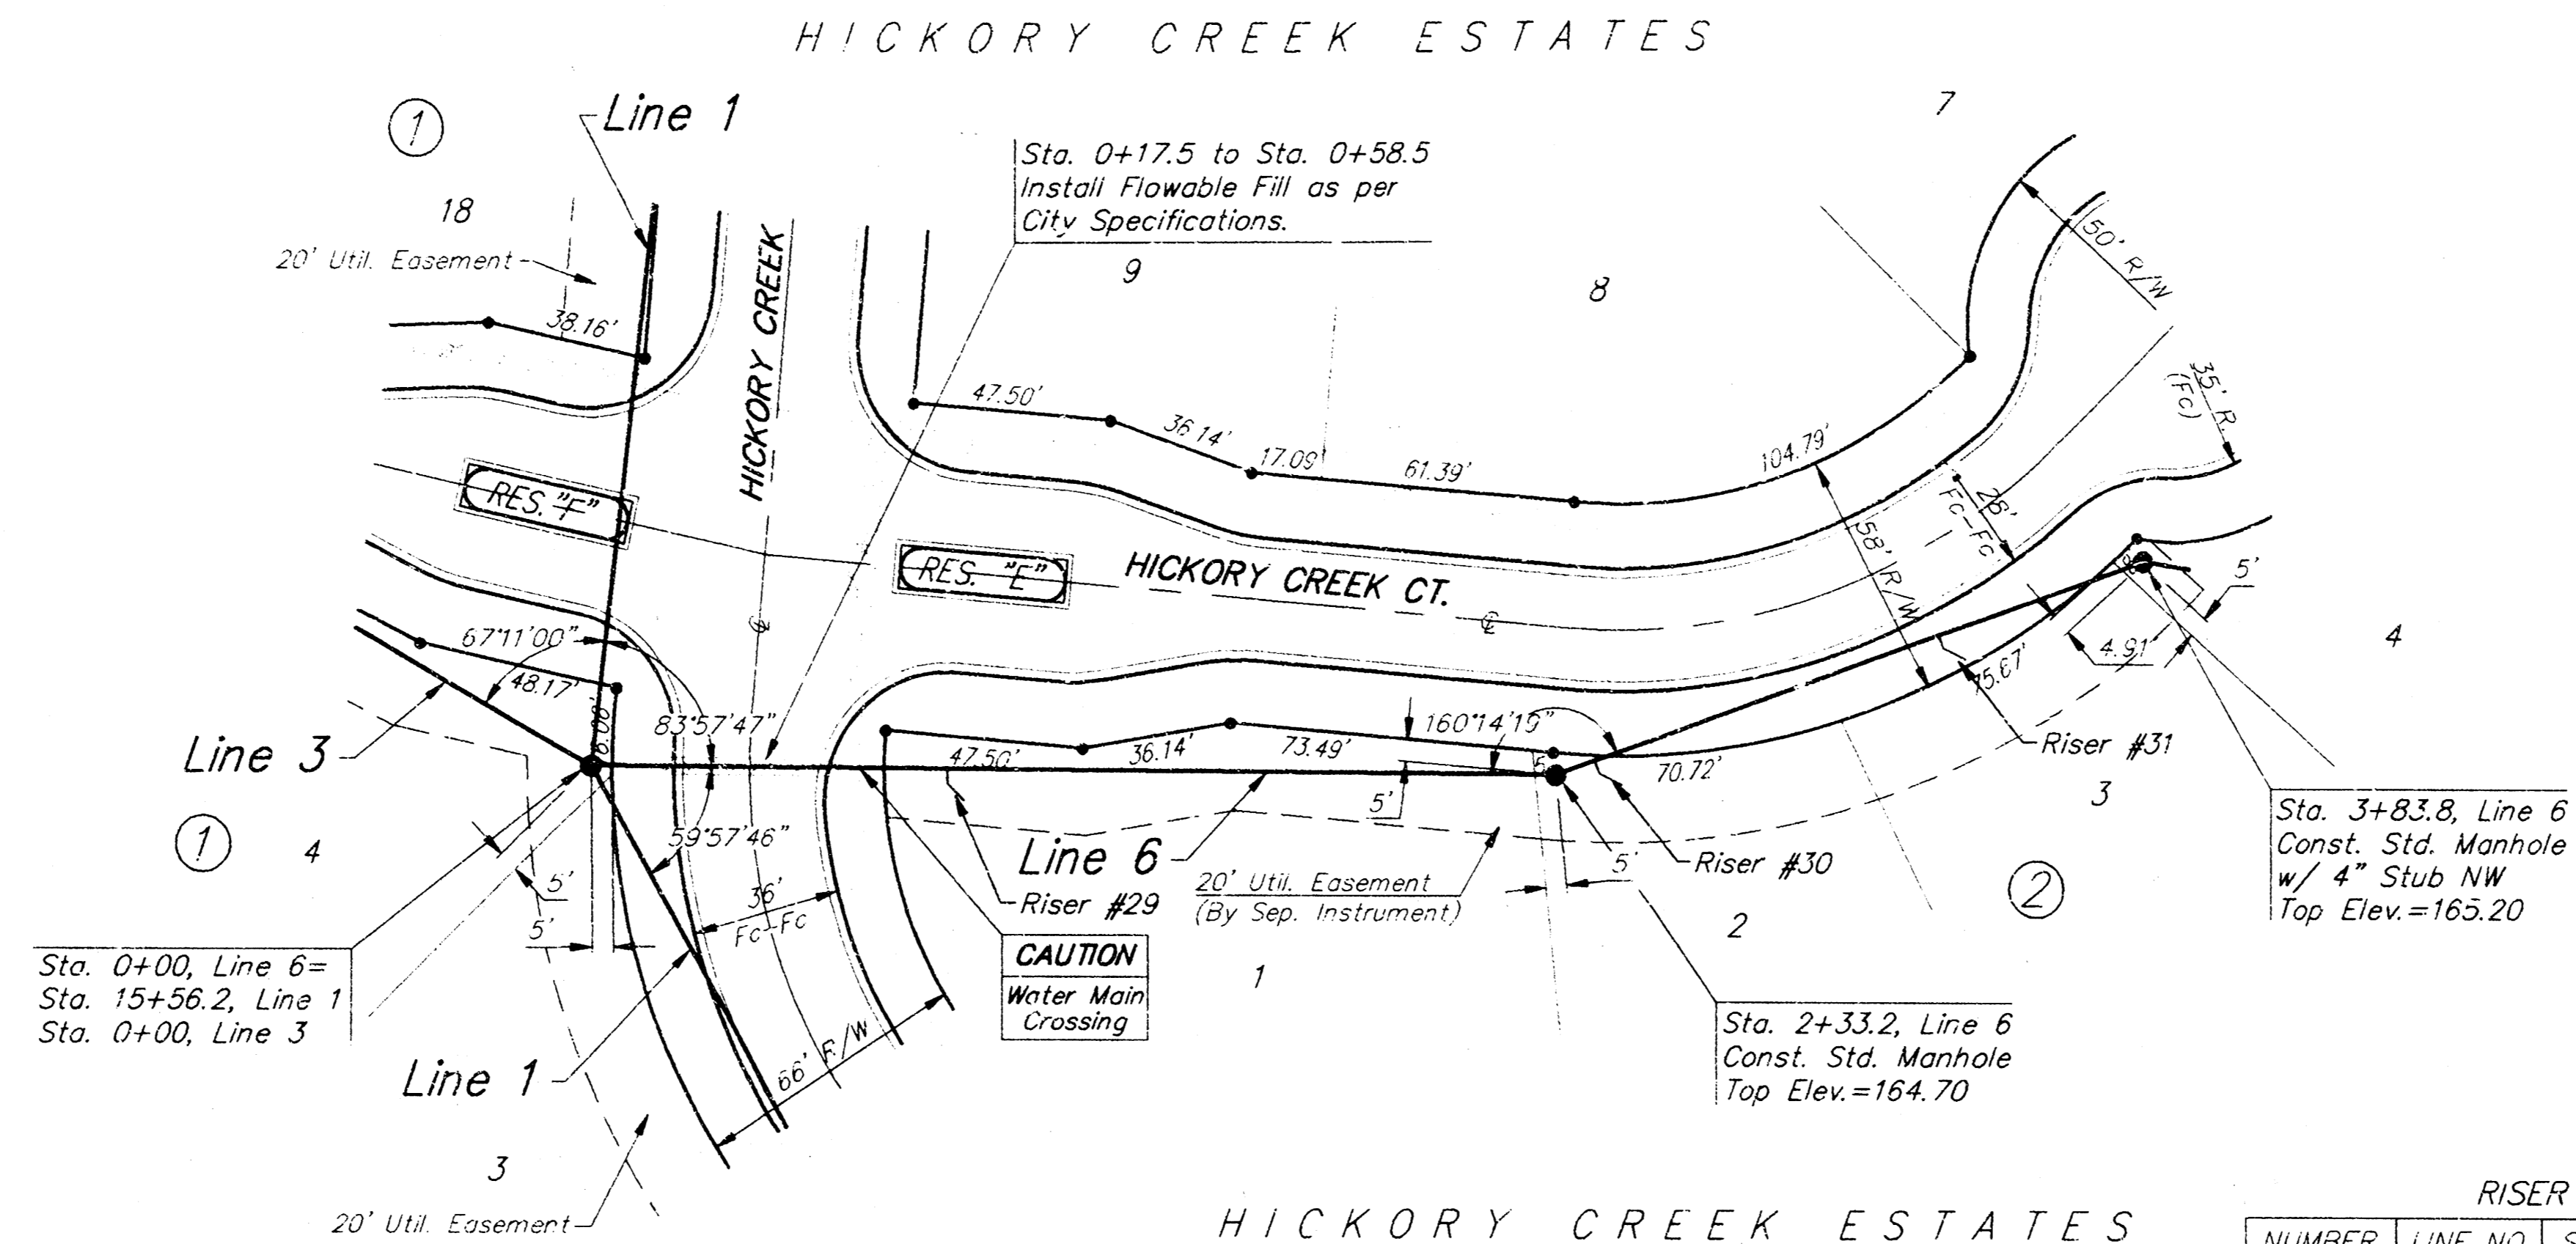 HICKORY CREEK ESTATES
1
Line 1
7
Sta. 0+17.5 to Sta. 0+58.5
Install Flowable Fill as per
City Specifications.
18
20' Util. Easement
50' R/W
9
8
HICKORY CREEK
38.16'
35' R.
(Fc)
47.50'
36.14'
17.09'
61.39'
104.79'
RES. "F"
28'
Fc-Fc
58' R/W
RES. "E"
HICKORY CREEK CT.
5'
4
4.91'
67°11'00"
48.17'
6.00'
83°57'47"
160°14'19"
75.67'
Line 3
47.50'
36.14'
73.49'
5'
70.72'
Riser #31
5'
3
Sta. 3+83.8, Line 6
Const. Std. Manhole
w/ 4" Stub NW
Top Elev.=165.20
1
4
59°57'46"
Line 6
5'
Riser #30
20' Util. Easement
(By Sep. Instrument)
2
2
5'
5'
36'
Fc-Fc
Riser #29
CAUTION
Water Main
Crossing
1
Sta. 0+00, Line 6=
Sta. 15+56.2, Line 1
Sta. 0+00, Line 3
Sta. 2+33.2, Line 6
Const. Std. Manhole
Top Elev.=164.70
Line 1
66' R/W
3
20' Util. Easement
HICKORY CREEK ESTATES
RISER
NUMBER LINE NO